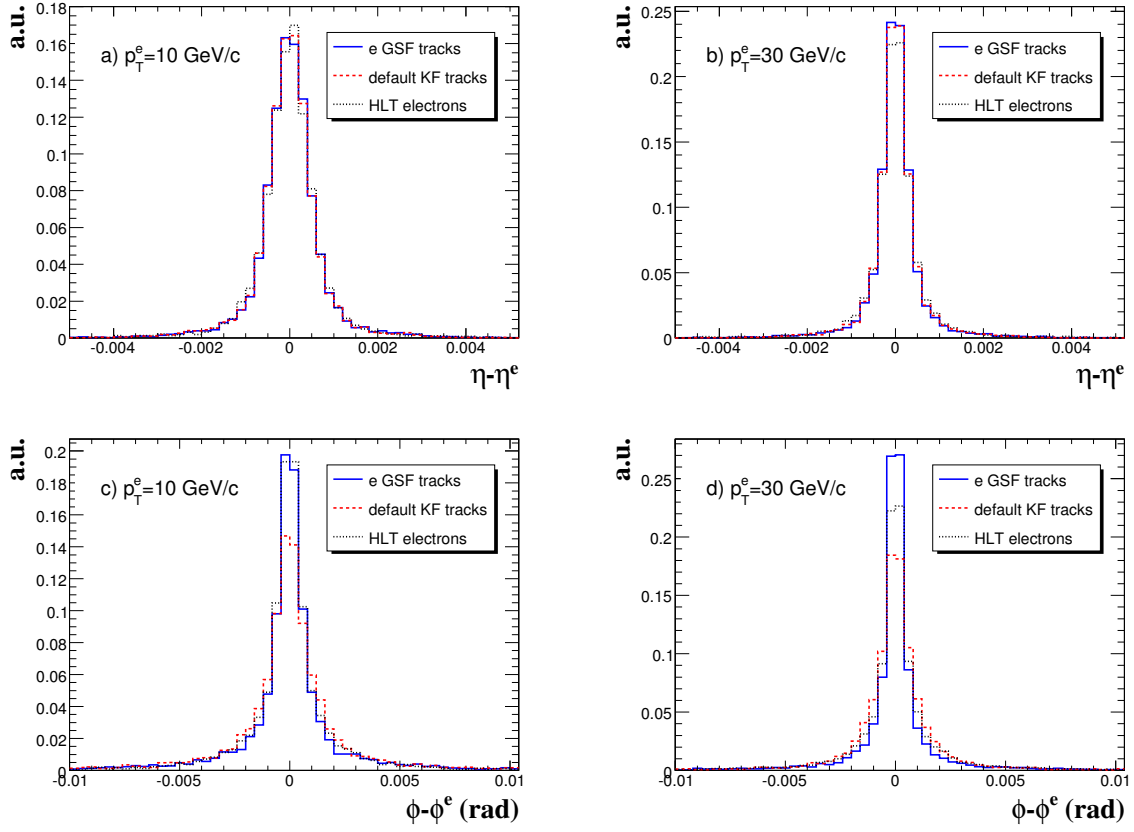 a.u.
0.18
0.16
0.14
0.12
0.1
0.08
0.06
0.04
0.02
0
a) p_T^e=10 GeV/c
e GSF tracks
default KF tracks
HLT electrons
-0.004 -0.002 0 0.002 0.004
η-η^e
a.u.
0.25
0.2
0.15
0.1
0.05
0
b) p_T^e=30 GeV/c
e GSF tracks
default KF tracks
HLT electrons
-0.004 -0.002 0 0.002 0.004
η-η^e
a.u.
0.2
0.18
0.16
0.14
0.12
0.1
0.08
0.06
0.04
0.02
0
c) p_T^e=10 GeV/c
e GSF tracks
default KF tracks
HLT electrons
-0.01 -0.005 0 0.005 0.01
ϕ-ϕ^e (rad)
a.u.
0.25
0.2
0.15
0.1
0.05
0
d) p_T^e=30 GeV/c
e GSF tracks
default KF tracks
HLT electrons
-0.01 -0.005 0 0.005 0.01
ϕ-ϕ^e (rad)